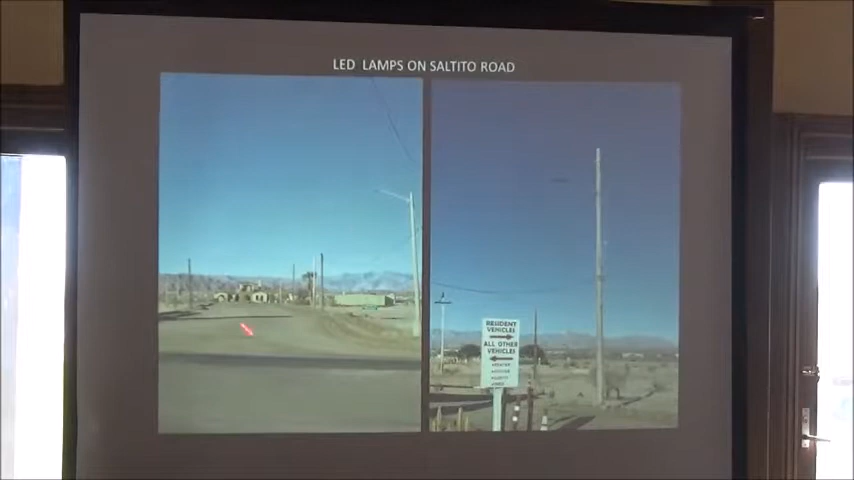 LED LAMPS ON SALTITO ROAD
RESIDENT
VEHICLES
ALL OTHER
VEHICLES